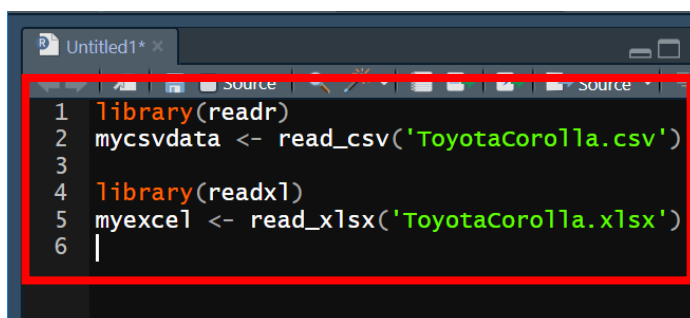 Untitled1*
Source Source
1 library(readr)
2 mycsvdata <- read_csv('ToyotaCorolla.csv')
3
4 library(readxl)
5 myexcel <- read_xlsx('ToyotaCorolla.xlsx')
6